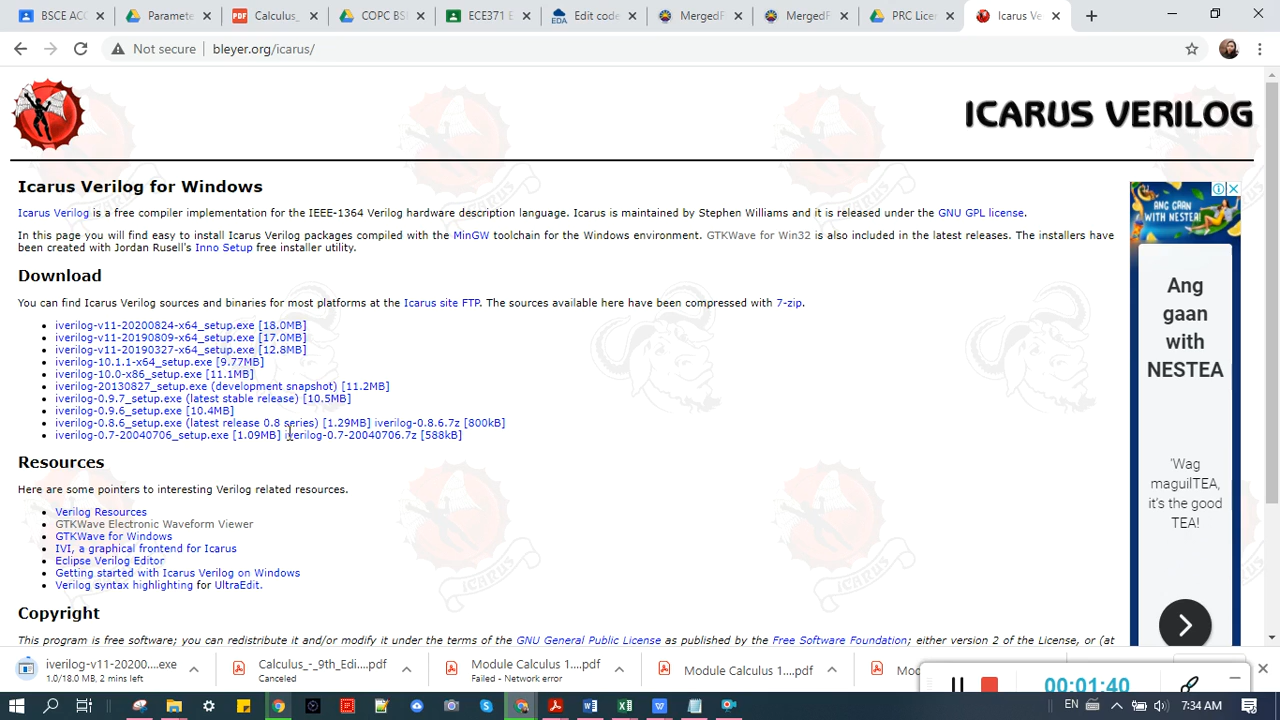 BSCE ACC
Paramete
Calculus_
COPC BSI
ECE371 E
EDA
Edit code
MergedF
MergedF
PRC Lice
Icarus Ve
Not secure
bleyer.org/icarus/
ICARUS VERILOG
Icarus Verilog for Windows
Icarus Verilog is a free compiler implementation for the IEEE-1364 Verilog hardware description language. Icarus is maintained by Stephen Williams and it is released under the GNU GPL license.
In this page you will find easy to install Icarus Verilog packages compiled with the MinGW toolchain for the Windows environment. GTKWave for Win32 is also included in the latest releases. The installers have
been created with Jordan Rusell's Inno Setup free installer utility.
Download
You can find Icarus Verilog sources and binaries for most platforms at the Icarus site FTP. The sources available here have been compressed with 7-zip.
iverilog-v11-20200824-x64_setup.exe [18.0MB]
iverilog-v11-20190809-x64_setup.exe [17.0MB]
iverilog-v11-20190327-x64_setup.exe [12.8MB]
iverilog-10.1.1-x64_setup.exe [9.77MB]
iverilog-10.0-x86_setup.exe [11.1MB]
iverilog-20130827_setup.exe (development snapshot) [11.2MB]
iverilog-0.9.7_setup.exe (latest stable release) [10.5MB]
iverilog-0.9.6_setup.exe [10.4MB]
iverilog-0.8.6_setup.exe (latest release 0.8 series) [1.29MB] iverilog-0.8.6.7z [800kB]
iverilog-0.7-20040706_setup.exe [1.09MB] iverilog-0.7-20040706.7z [588kB]
Resources
Here are some pointers to interesting Verilog related resources.
Verilog Resources
GTKWave Electronic Waveform Viewer
GTKWave for Windows
IVI, a graphical frontend for Icarus
Eclipse Verilog Editor
Getting started with Icarus Verilog on Windows
Verilog syntax highlighting for UltraEdit.
Copyright
This program is free software; you can redistribute it and/or modify it under the terms of the GNU General Public License as published by the Free Software Foundation; either version 2 of the License, or (at
ANG GAAN
WITH NESTEA
Ang
gaan
with
NESTEA
'Wag
maguilTEA,
it's the good
TEA!
iverilog-v11-20200....exe
1.0/18.0 MB, 2 mins left
Calculus_-_9th_Edi....pdf
Canceled
Module Calculus 1....pdf
Failed - Network error
Module Calculus 1....pdf
00:01:40
EN
7:34 AM